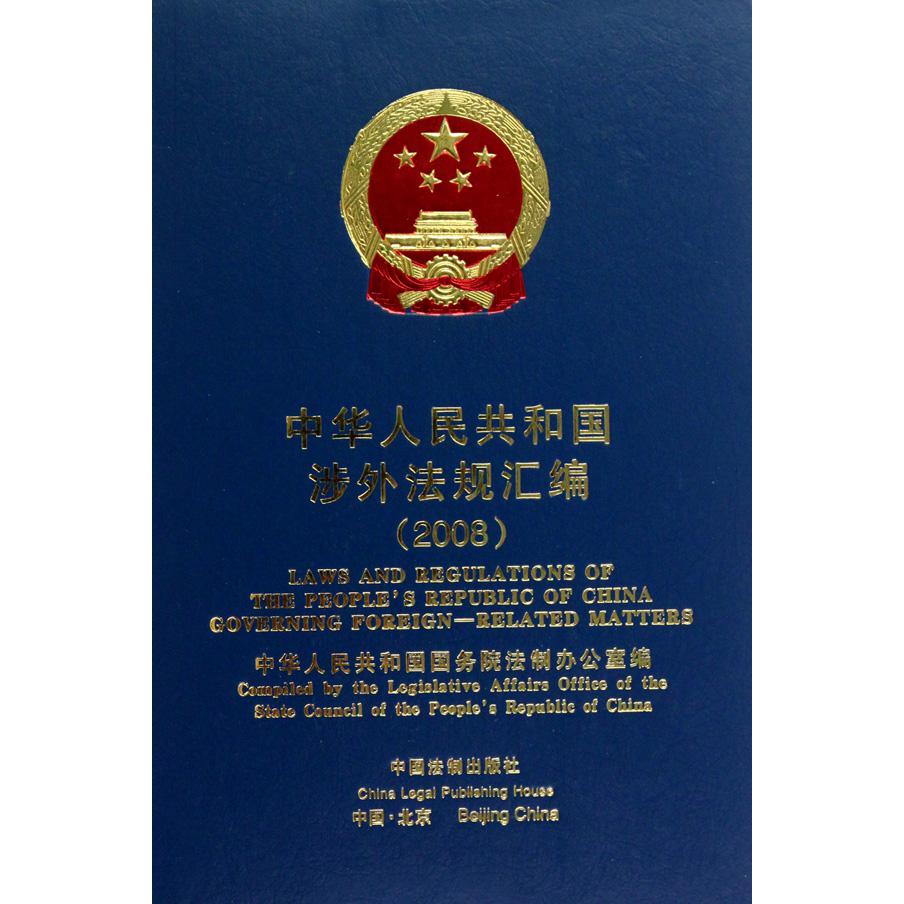 中华人民共和国
涉外法规汇编
(2008)
LAWS AND REGULATIONS OF
THE PEOPLE'S REPUBLIC OF CHINA
GOVERNING FOREIGN—RELATED MATTERS
中华人民共和国国务院法制办公室编
Compiled by the Legislative Affairs Office of the
State Council of the People's Republic of China
中国法制出版社
China Legal Publishing House
中国·北京 Beijing China